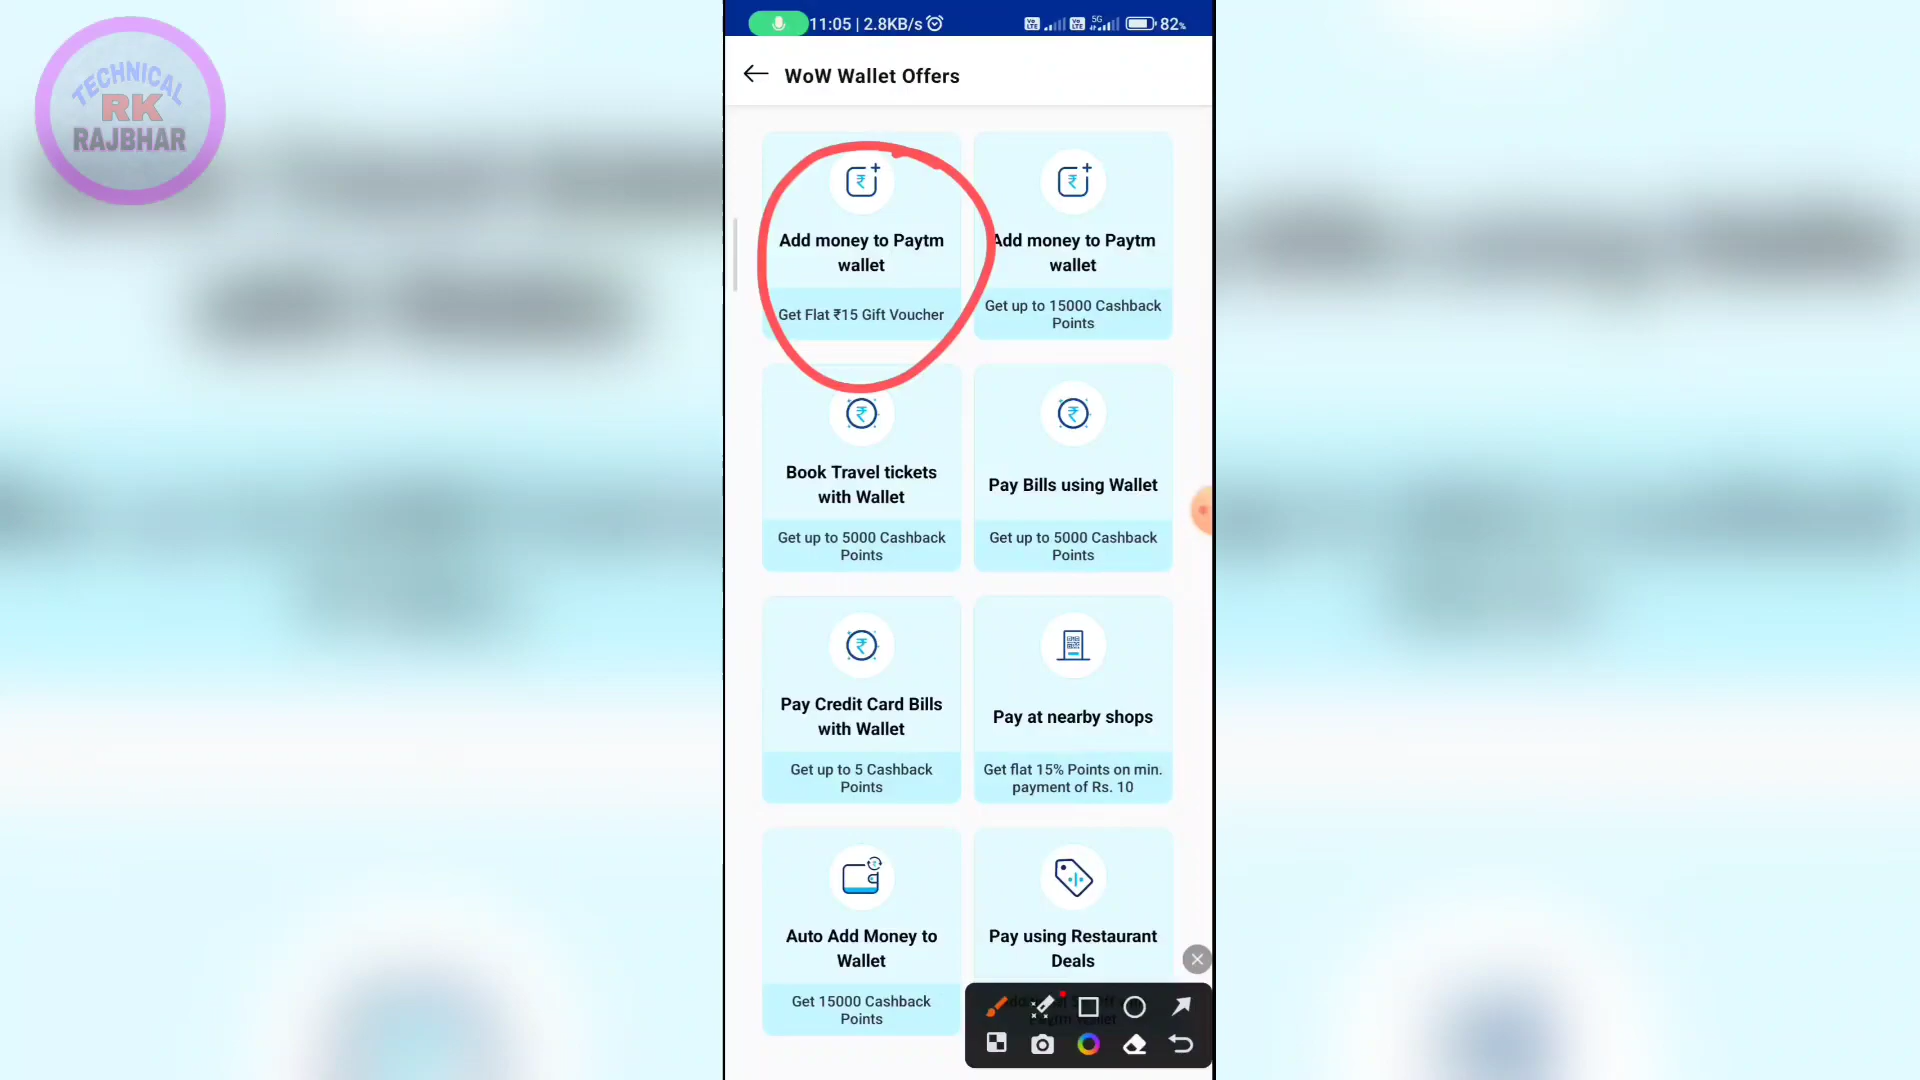 TECHNICAL
RK
RAJBHAR
11:05 | 2.8KB/s
Vo LTE
Vo LTE
5G
82%
WoW Wallet Offers
Add money to Paytm
wallet
Get Flat ₹15 Gift Voucher
Add money to Paytm
wallet
Get up to 15000 Cashback
Points
Book Travel tickets
with Wallet
Get up to 5000 Cashback
Points
Pay Bills using Wallet
Get up to 5000 Cashback
Points
Pay Credit Card Bills
with Wallet
Get up to 5 Cashback
Points
Pay at nearby shops
Get flat 15% Points on min.
payment of Rs. 10
Auto Add Money to
Wallet
Get 15000 Cashback
Points
Pay using Restaurant
Deals